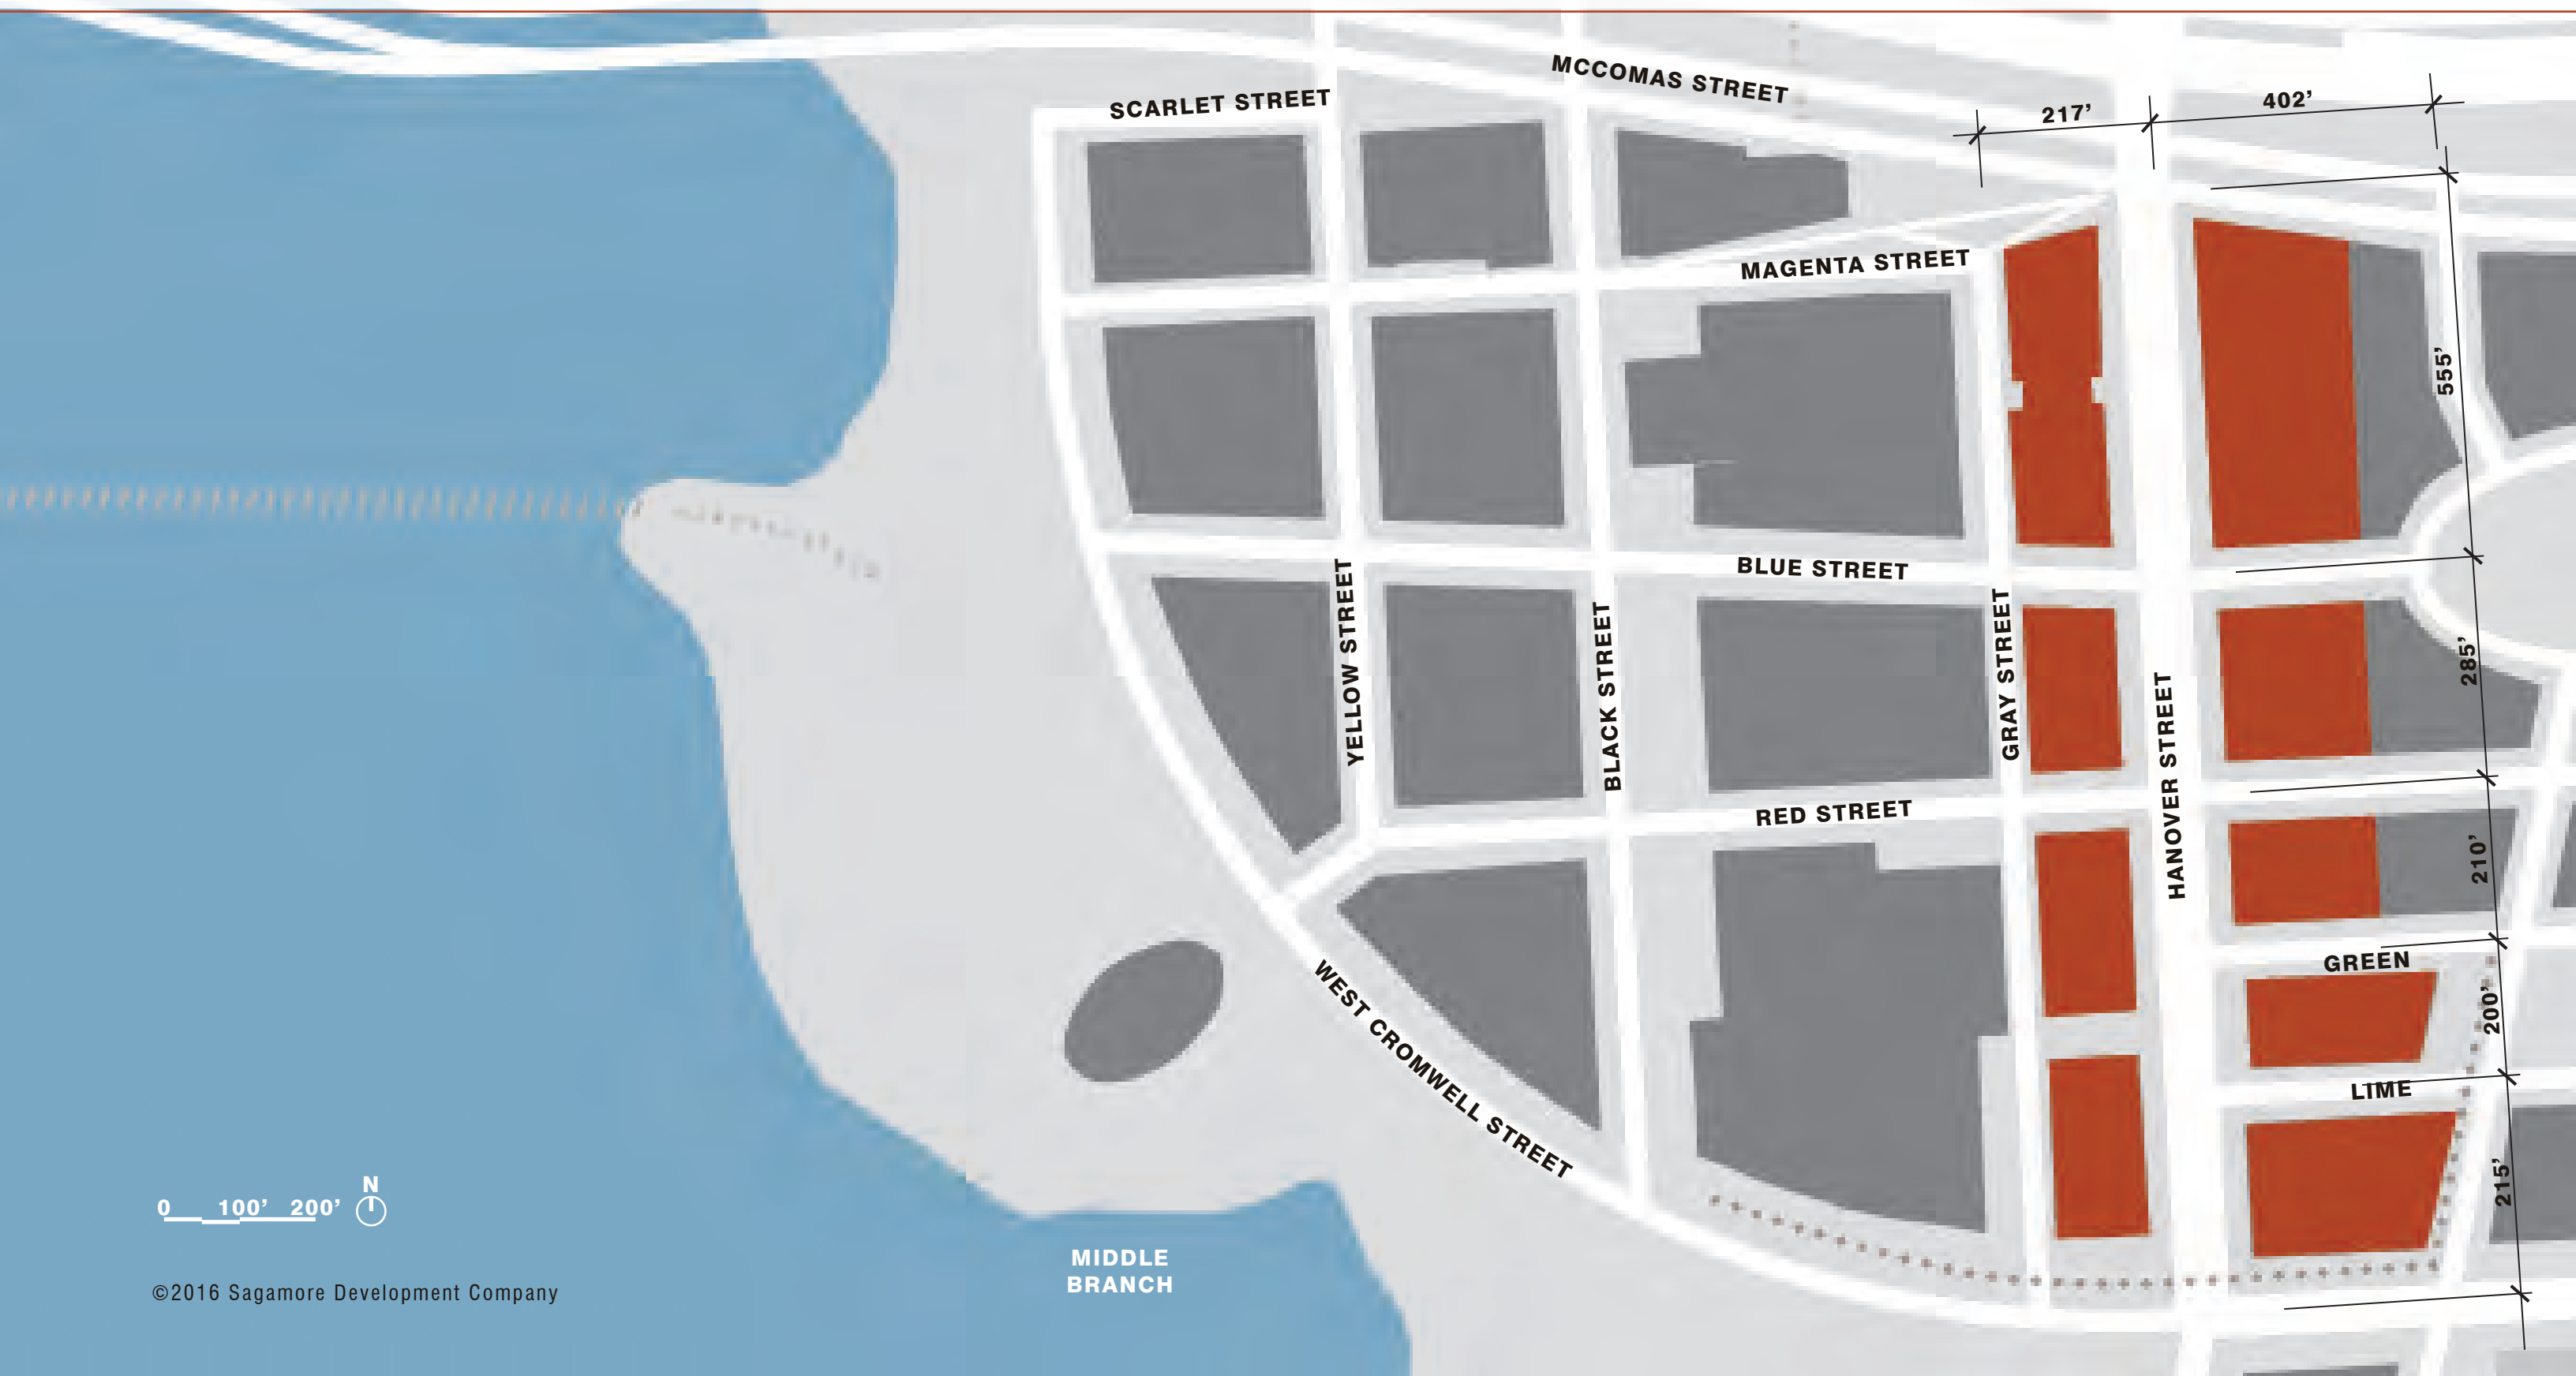 MCCOMAS STREET
SCARLET STREET
217’
402’
MAGENTA STREET
555’
BLUE STREET
YELLOW STREET
BLACK STREET
GRAY STREET
HANOVER STREET
285’
RED STREET
210’
GREEN
200’
LIME
WEST CROMWELL STREET
215’
N
0 100’ 200’
MIDDLE
BRANCH
©2016 Sagamore Development Company